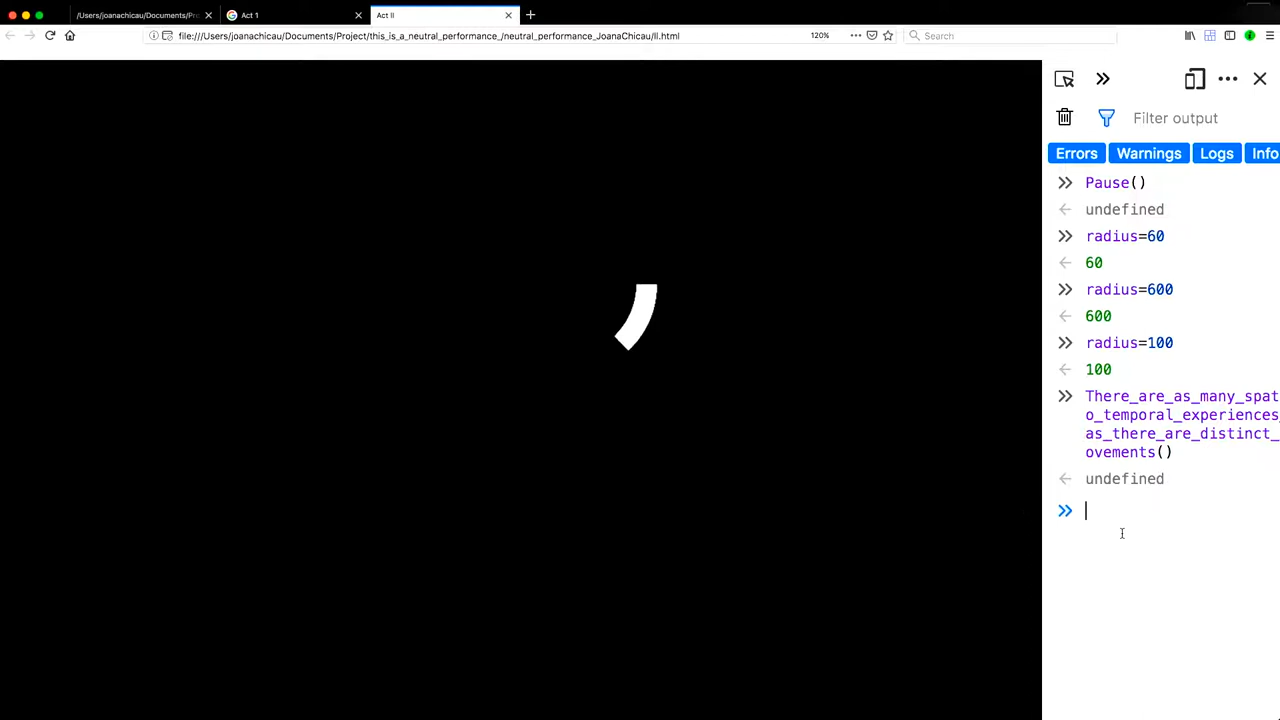 /Users/joanachicau/Documents/Pr
Act 1
Act II
file:///Users/joanachicau/Documents/Project/this_is_a_neutral_performance_/neutral_performance_JoanaChicau/II.html
120%
Search
Filter output
Errors
Warnings
Logs
Info
Pause()
undefined
radius=60
60
radius=600
600
radius=100
100
There_are_as_many_spat
o_temporal_experiences_
as_there_are_distinct_
ovements()
undefined